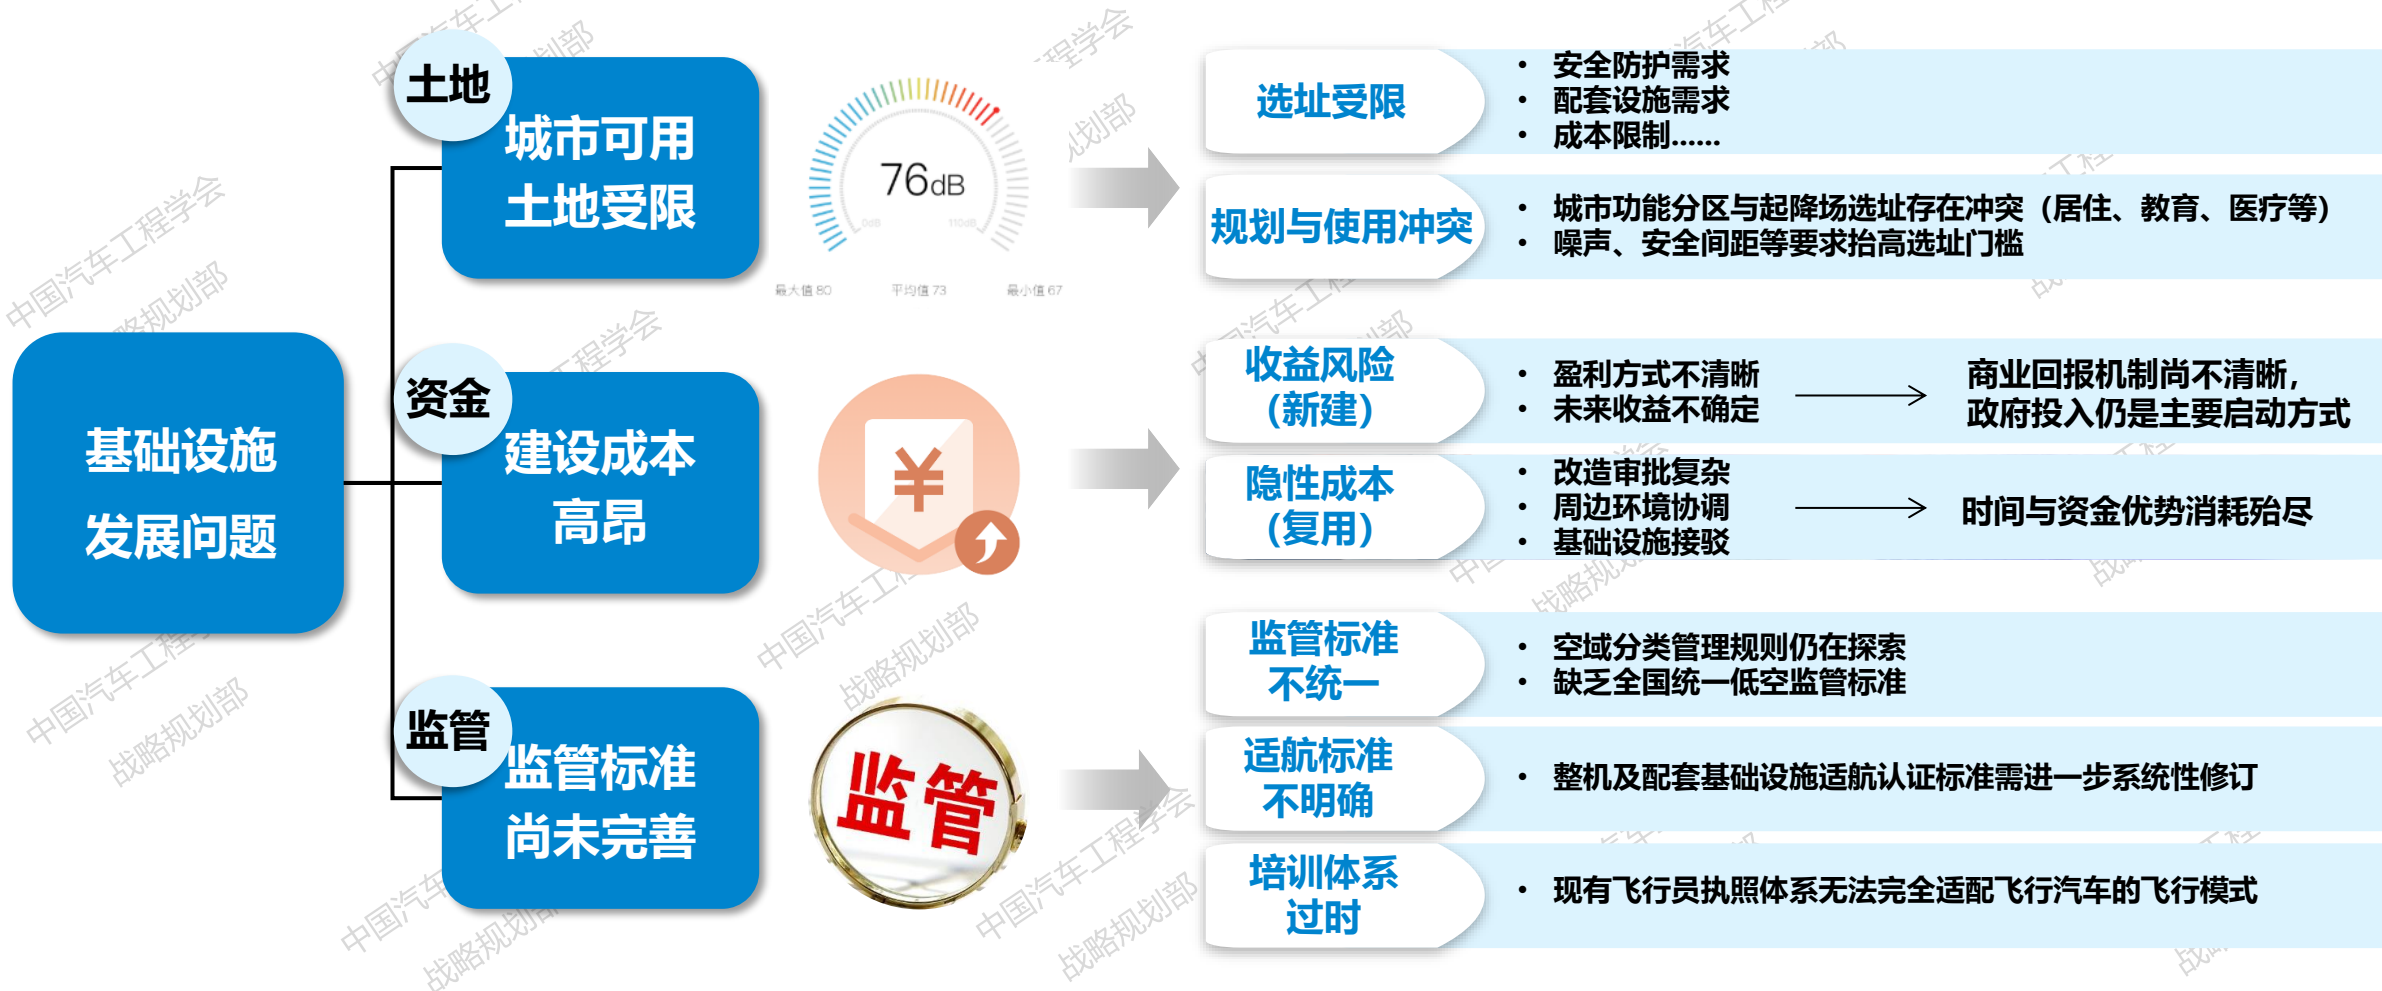 土地
城市可用
土地受限
76dB
0dB
110dB
最大值 80
平均值 73
最小值 67
选址受限
• 安全防护需求
• 配套设施需求
• 成本限制......
规划与使用冲突
• 城市功能分区与起降场选址存在冲突（居住、教育、医疗等）
• 噪声、安全间距等要求抬高选址门槛
基础设施
发展问题
资金
建设成本
高昂
¥
收益风险
（新建）
• 盈利方式不清晰
• 未来收益不确定
商业回报机制尚不清晰，
政府投入仍是主要启动方式
隐性成本
（复用）
• 改造审批复杂
• 周边环境协调
• 基础设施接驳
时间与资金优势消耗殆尽
监管
监管标准
尚未完善
监管
监管标准
不统一
• 空域分类管理规则仍在探索
• 缺乏全国统一低空监管标准
适航标准
不明确
• 整机及配套基础设施适航认证标准需进一步系统性修订
培训体系
过时
• 现有飞行员执照体系无法完全适配飞行汽车的飞行模式
中国汽车工程学会
战略规划部